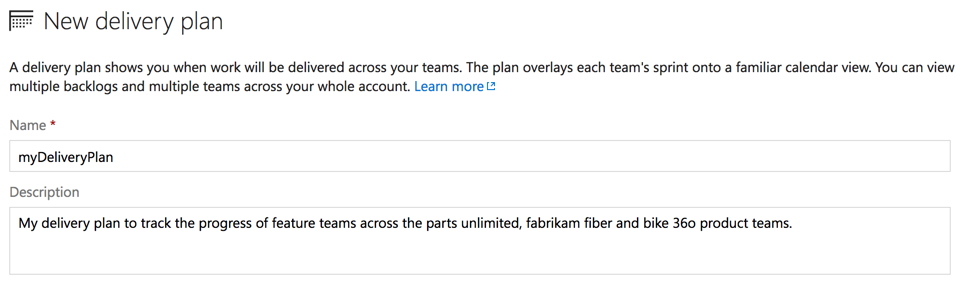 New delivery plan
A delivery plan shows you when work will be delivered across your teams. The plan overlays each team's sprint onto a familiar calendar view. You can view
multiple backlogs and multiple teams across your whole account. Learn more
Name *
myDeliveryPlan
Description
My delivery plan to track the progress of feature teams across the parts unlimited, fabrikam fiber and bike 36o product teams.